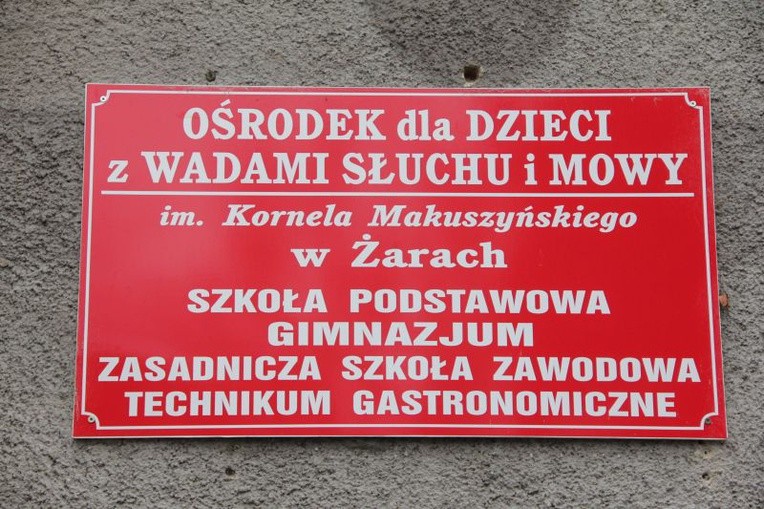 OŚRODEK dla DZIECI
z WADAMI SŁUCHU i MOWY
im. Kornela Makuszyńskiego
w Żarach
SZKOŁA PODSTAWOWA
GIMNAZJUM
ZASADNICZA SZKOŁA ZAWODOWA
TECHNIKUM GASTRONOMICZNE